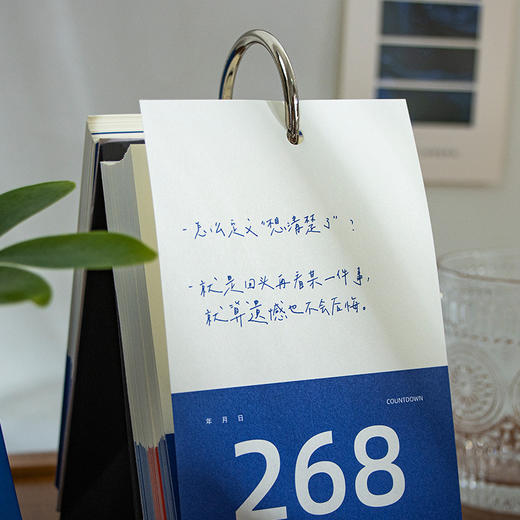 -怎么定义“想清楚了”？
-就是回头再看某一件事，
就算遗憾也不会后悔。
年 月 日
COUNTDOWN
268